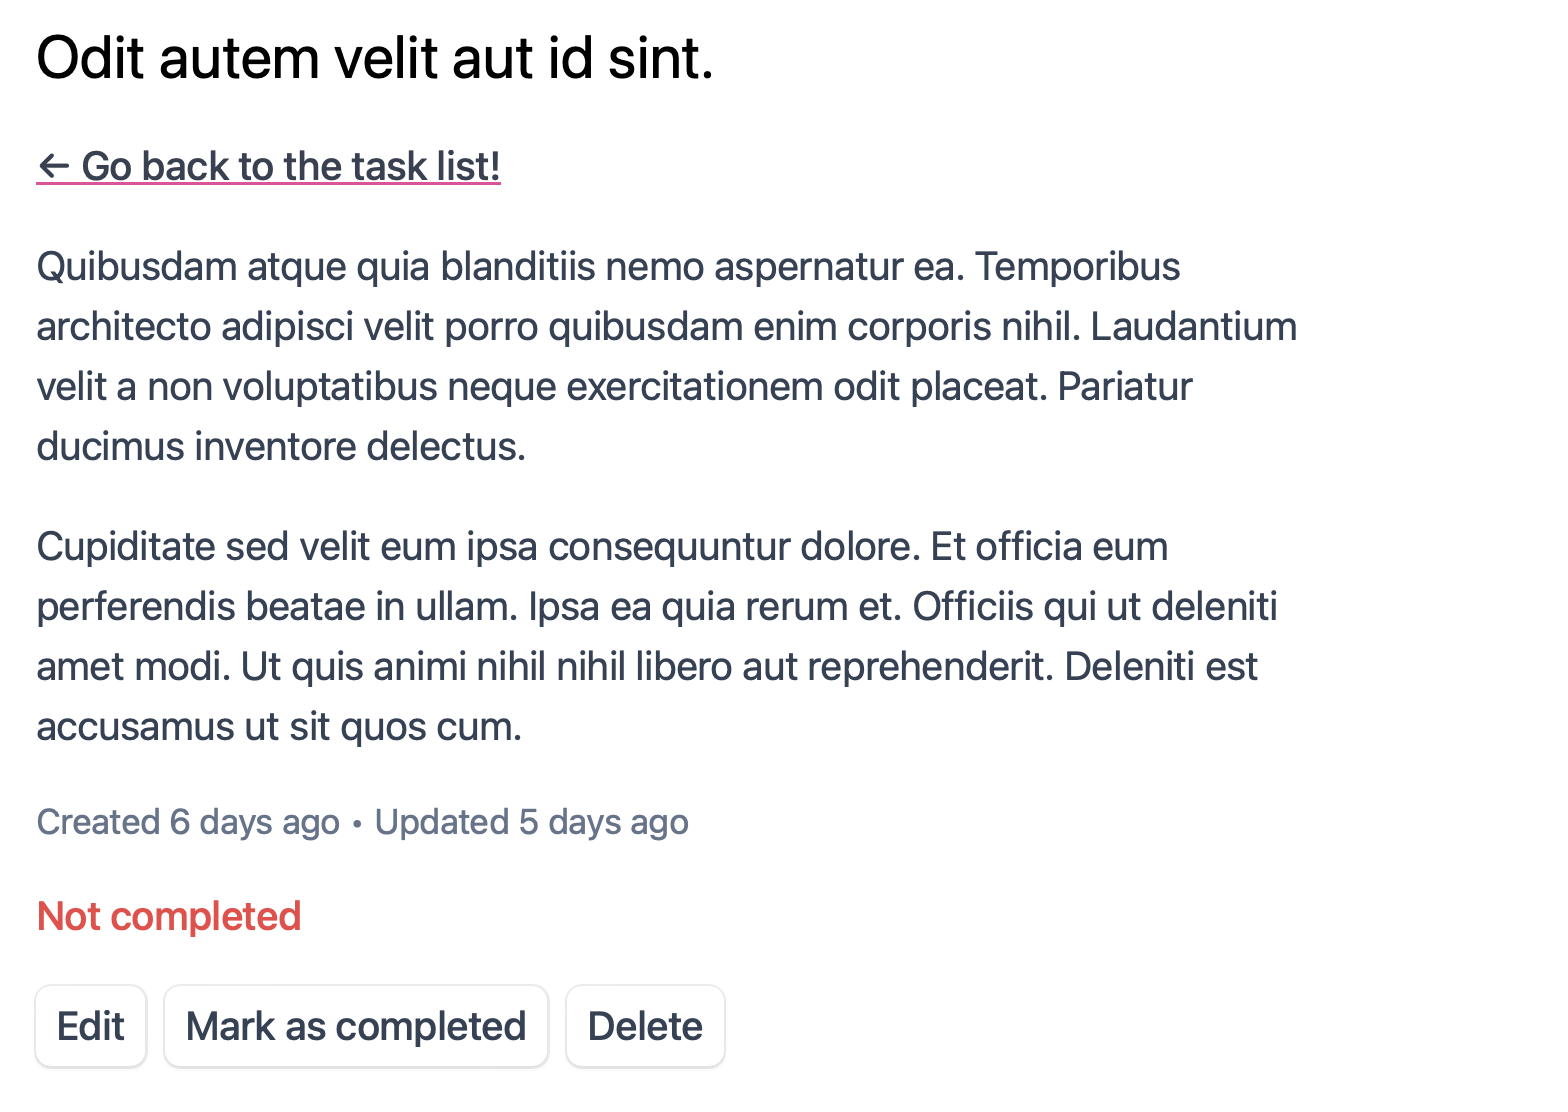 Odit autem velit aut id sint.
← Go back to the task list!
Quibusdam atque quia blanditiis nemo aspernatur ea. Temporibus
architecto adipisci velit porro quibusdam enim corporis nihil. Laudantium
velit a non voluptatibus neque exercitationem odit placeat. Pariatur
ducimus inventore delectus.
Cupiditate sed velit eum ipsa consequuntur dolore. Et officia eum
perferendis beatae in ullam. Ipsa ea quia rerum et. Officiis qui ut deleniti
amet modi. Ut quis animi nihil nihil libero aut reprehenderit. Deleniti est
accusamus ut sit quos cum.
Created 6 days ago • Updated 5 days ago
Not completed
Edit Mark as completed Delete